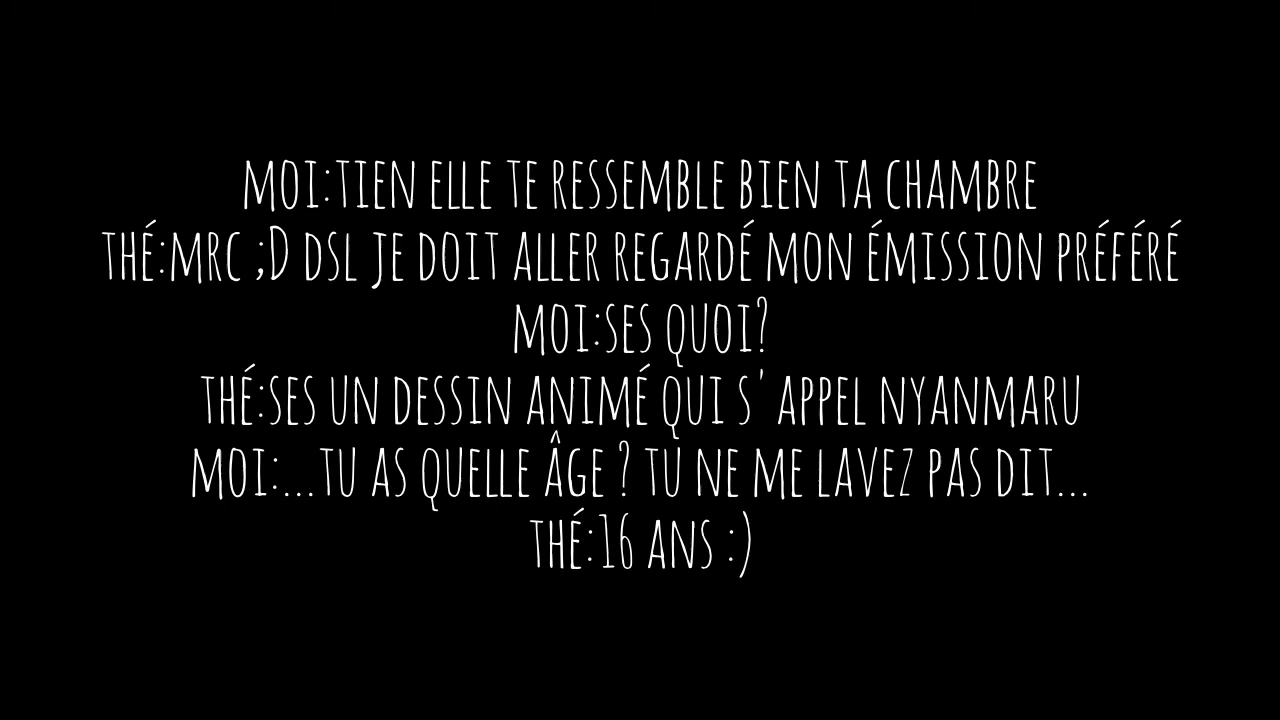 moi:tien elle te ressemble bien ta chambre
thé:mrc ;D dsl je doit aller regardé mon émission préféré
moi:ses quoi?
thé:ses un dessin animé qui s'appel nyanmaru
moi:...tu as quelle âge ? tu ne me lavez pas dit...
thé:16 ans :)